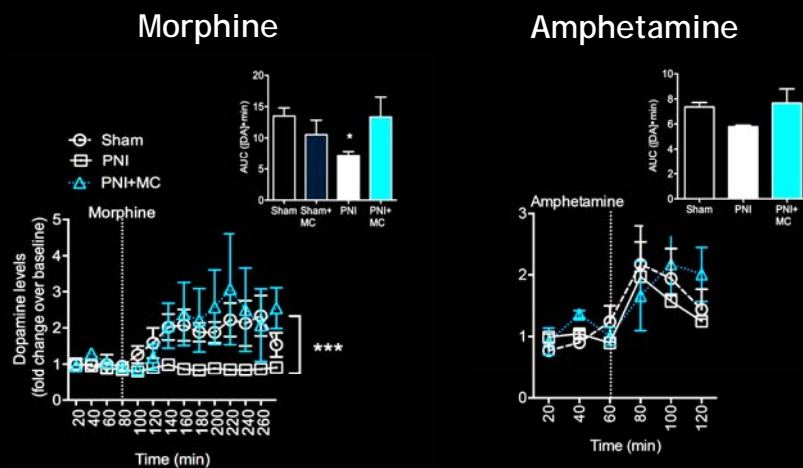 Morphine
AUC ([DA]•min)
20
15
10
5
0
*
Sham
Sham+
MC
PNI
PNI+
MC
Sham
PNI
PNI+MC
Morphine
Dopamine levels
(fold change over baseline)
5
4
3
2
1
0
***
20
40
60
80
100
120
140
160
180
200
220
240
260
Time (min)
Amphetamine
AUC ([DA]•min)
10
8
6
4
2
0
Sham
PNI
PNI+
MC
Amphetamine
3
2
1
0
20
40
60
80
100
120
Time (min)